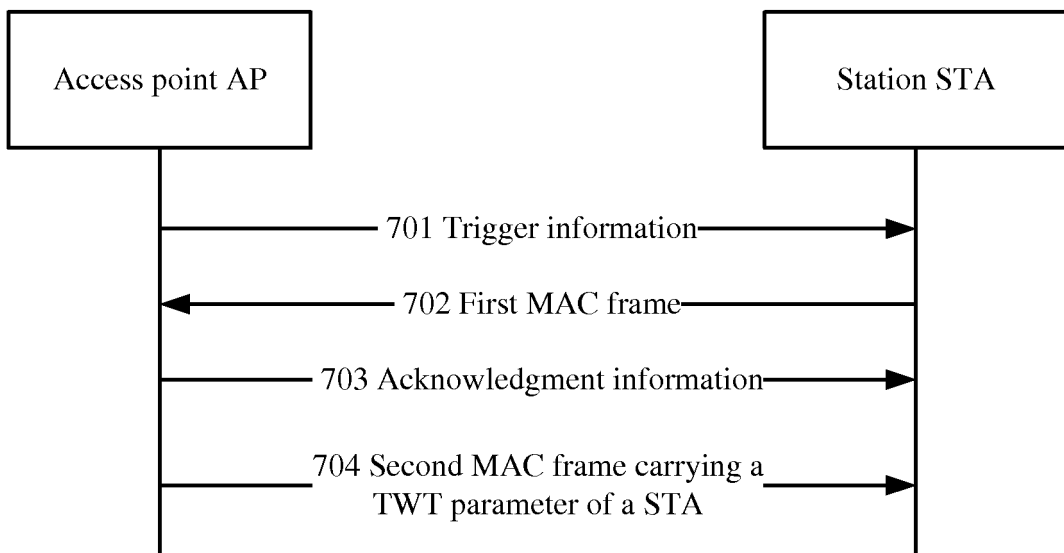 Access point AP
Station STA
701 Trigger information
702 First MAC frame
703 Acknowledgment information
704 Second MAC frame carrying a
TWT parameter of a STA